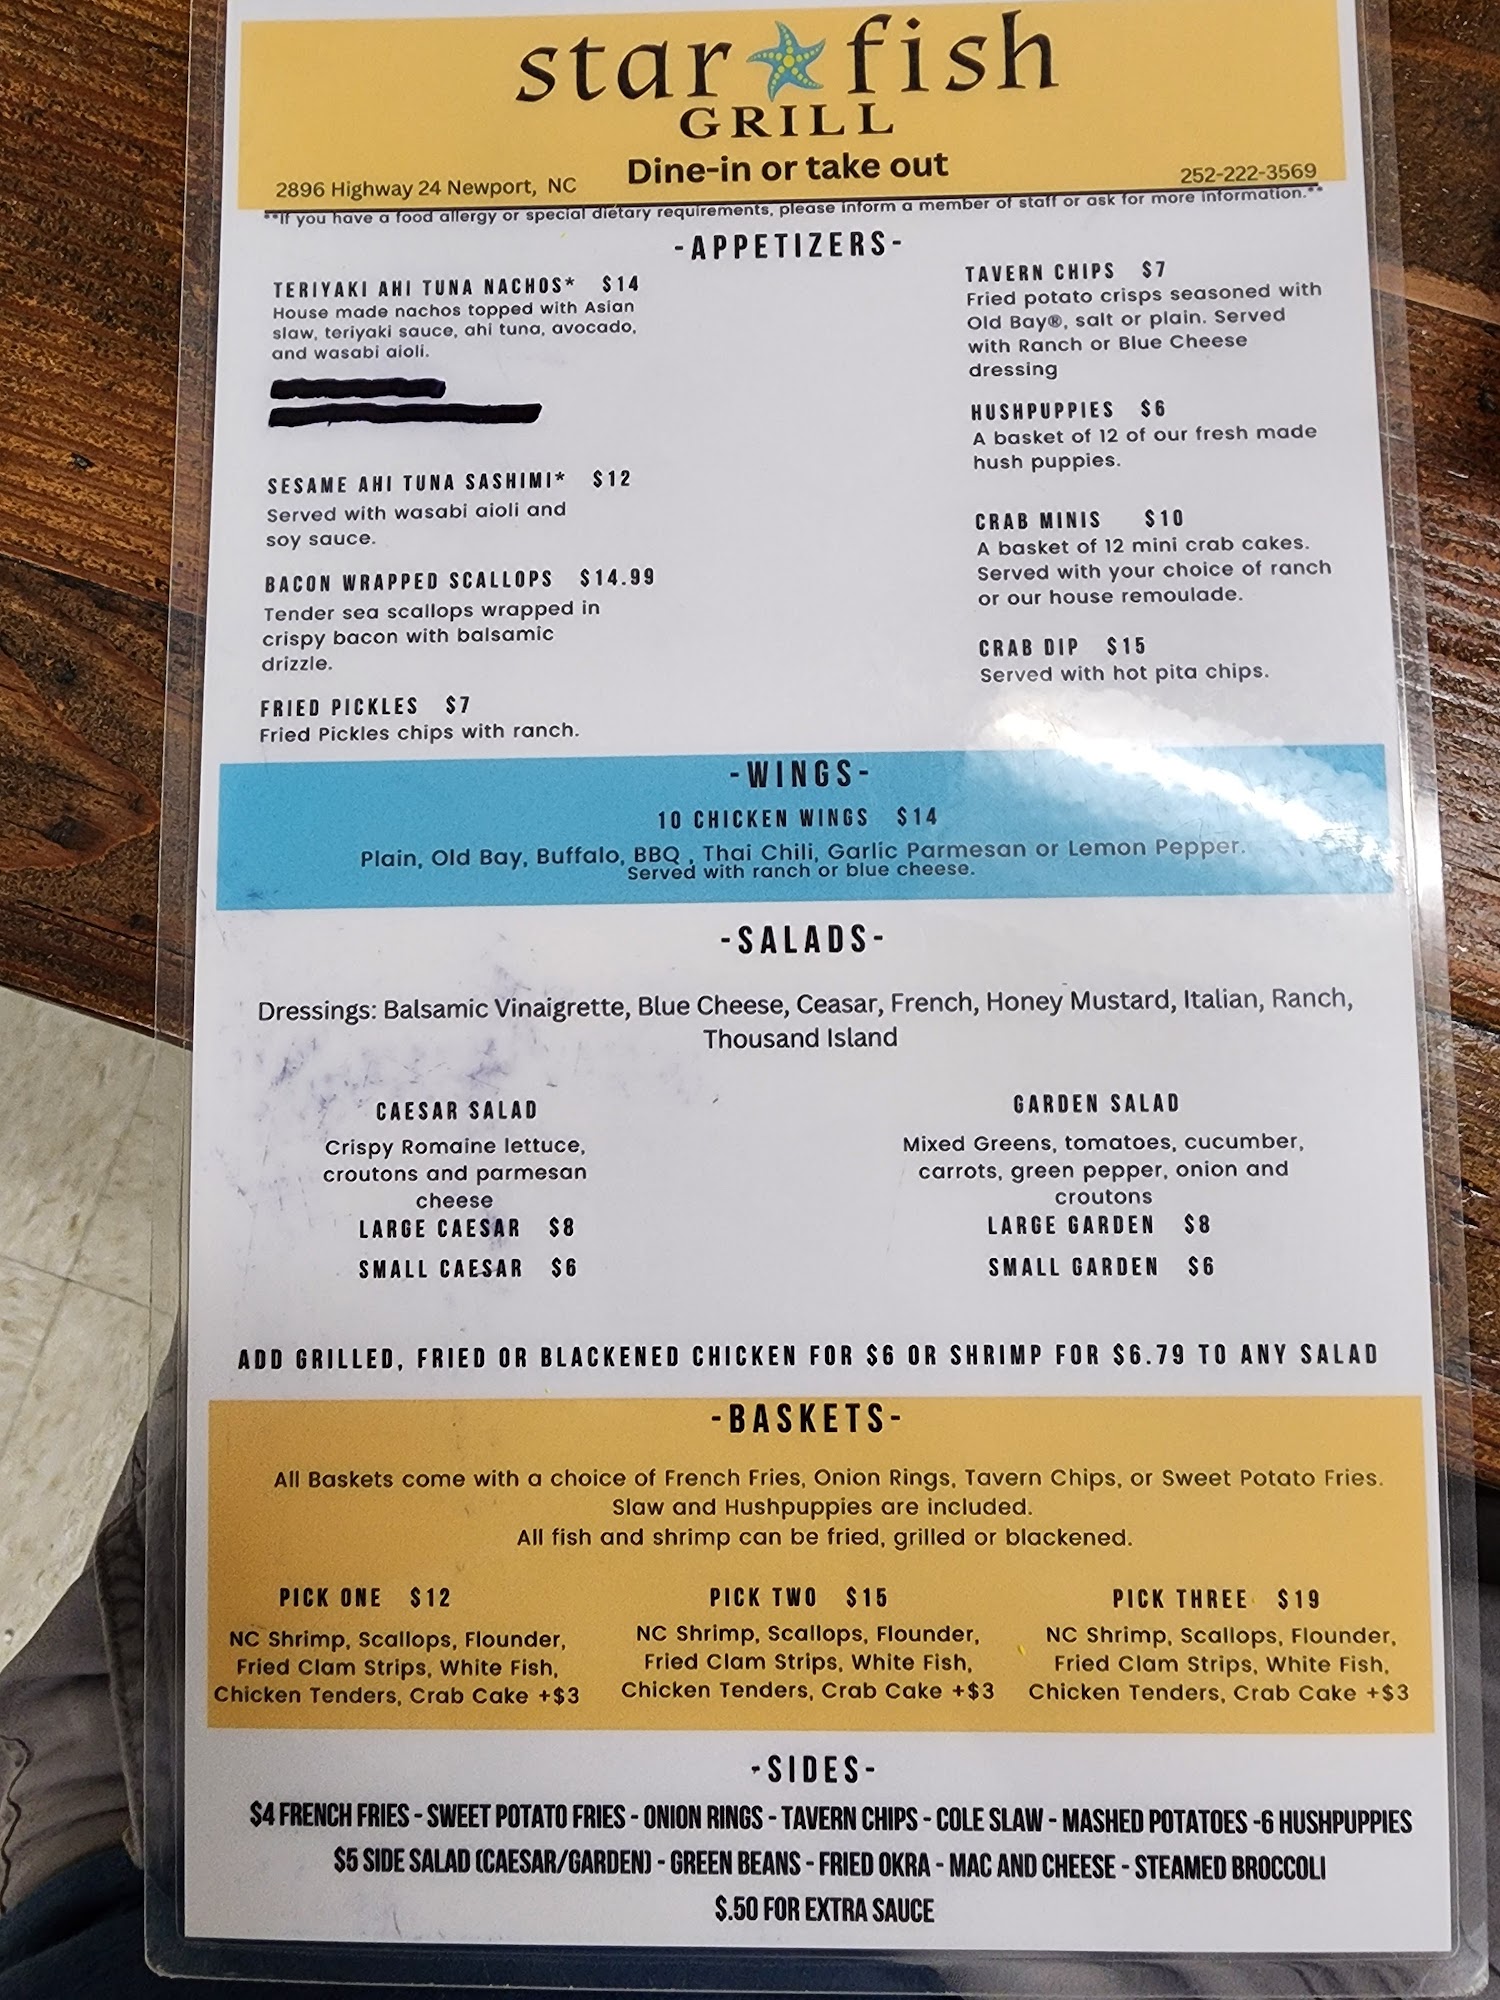 star fish
GRILL
Dine-in or take out
2896 Highway 24 Newport, NC
252-222-3569
**If you have a food allergy or special dietary requirements, please inform a member of staff or ask for more information.**
-APPETIZERS-
TERIYAKI AHI TUNA NACHOS* $14
House made nachos topped with Asian
slaw, teriyaki sauce, ahi tuna, avocado,
and wasabi aioli.
SESAME AHI TUNA SASHIMI* $12
Served with wasabi aioli and
soy sauce.
BACON WRAPPED SCALLOPS $14.99
Tender sea scallops wrapped in
crispy bacon with balsamic
drizzle.
FRIED PICKLES $7
Fried Pickles chips with ranch.
TAVERN CHIPS $7
Fried potato crisps seasoned with
Old Bay®, salt or plain. Served
with Ranch or Blue Cheese
dressing
HUSHPUPPIES $6
A basket of 12 of our fresh made
hush puppies.
CRAB MINIS $10
A basket of 12 mini crab cakes.
Served with your choice of ranch
or our house remoulade.
CRAB DIP $15
Served with hot pita chips.
-WINGS-
10 CHICKEN WINGS $14
Plain, Old Bay, Buffalo, BBQ , Thai Chili, Garlic Parmesan or Lemon Pepper.
Served with ranch or blue cheese.
-SALADS-
Dressings: Balsamic Vinaigrette, Blue Cheese, Ceasar, French, Honey Mustard, Italian, Ranch,
Thousand Island
CAESAR SALAD
Crispy Romaine lettuce,
croutons and parmesan
cheese
LARGE CAESAR $8
SMALL CAESAR $6
GARDEN SALAD
Mixed Greens, tomatoes, cucumber,
carrots, green pepper, onion and
croutons
LARGE GARDEN $8
SMALL GARDEN $6
ADD GRILLED, FRIED OR BLACKENED CHICKEN FOR $6 OR SHRIMP FOR $6.79 TO ANY SALAD
-BASKETS-
All Baskets come with a choice of French Fries, Onion Rings, Tavern Chips, or Sweet Potato Fries.
Slaw and Hushpuppies are included.
All fish and shrimp can be fried, grilled or blackened.
PICK ONE $12
NC Shrimp, Scallops, Flounder,
Fried Clam Strips, White Fish,
Chicken Tenders, Crab Cake +$3
PICK TWO $15
NC Shrimp, Scallops, Flounder,
Fried Clam Strips, White Fish,
Chicken Tenders, Crab Cake +$3
PICK THREE $19
NC Shrimp, Scallops, Flounder,
Fried Clam Strips, White Fish,
Chicken Tenders, Crab Cake +$3
-SIDES-
$4 FRENCH FRIES - SWEET POTATO FRIES - ONION RINGS - TAVERN CHIPS - COLE SLAW - MASHED POTATOES -6 HUSHPUPPIES
$5 SIDE SALAD (CAESAR/GARDEN) - GREEN BEANS - FRIED OKRA - MAC AND CHEESE - STEAMED BROCCOLI
$.50 FOR EXTRA SAUCE